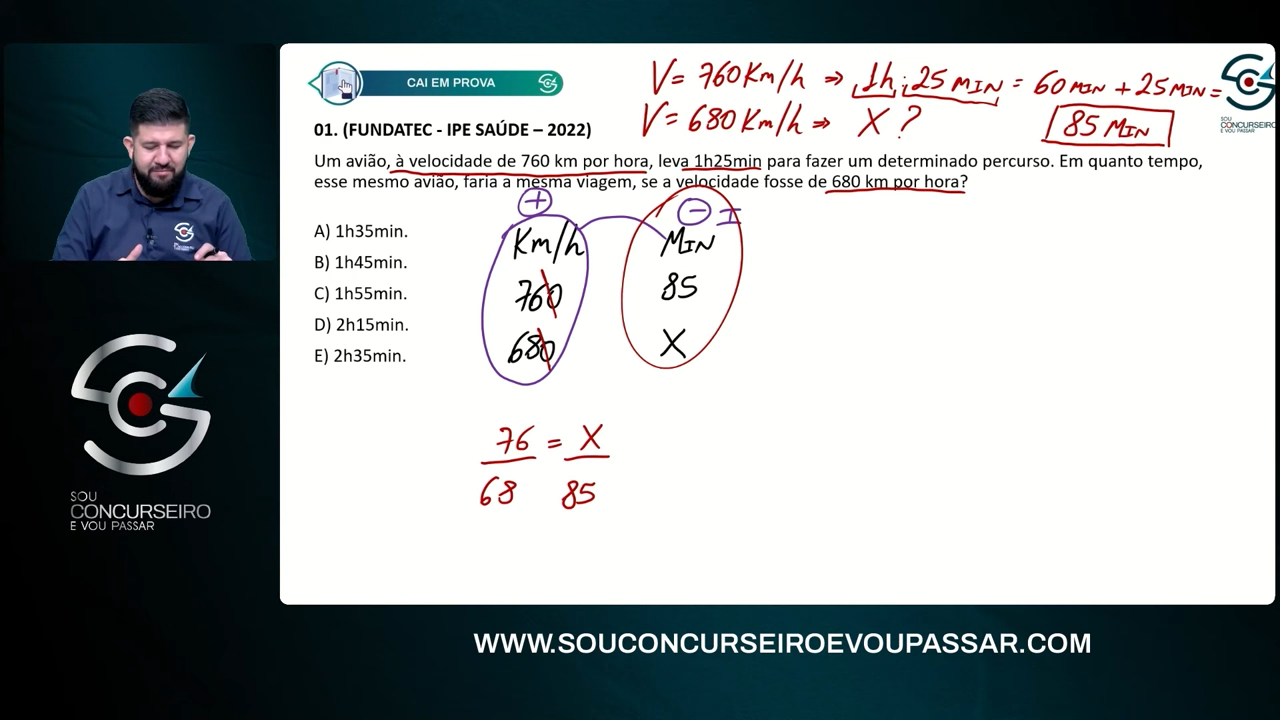 CAI EM PROVA
V = 760 Km/h ⇒ 1h : 25 MIN = 60 MIN + 25 MIN =
V = 680 Km/h ⇒ X ?
85 MIN
SOU
CONCURSEIRO
E VOU PASSAR
01. (FUNDATEC - IPE SAÚDE – 2022)
Um avião, à velocidade de 760 km por hora, leva 1h25min para fazer um determinado percurso. Em quanto tempo,
esse mesmo avião, faria a mesma viagem, se a velocidade fosse de 680 km por hora?
A) 1h35min.
B) 1h45min.
C) 1h55min.
D) 2h15min.
E) 2h35min.
+ − I
Km/h MIN
760 85
680 X
76 = X
68 85
SOU
CONCURSEIRO
E VOU PASSAR
WWW.SOUCONCURSEIROEVOUPASSAR.COM